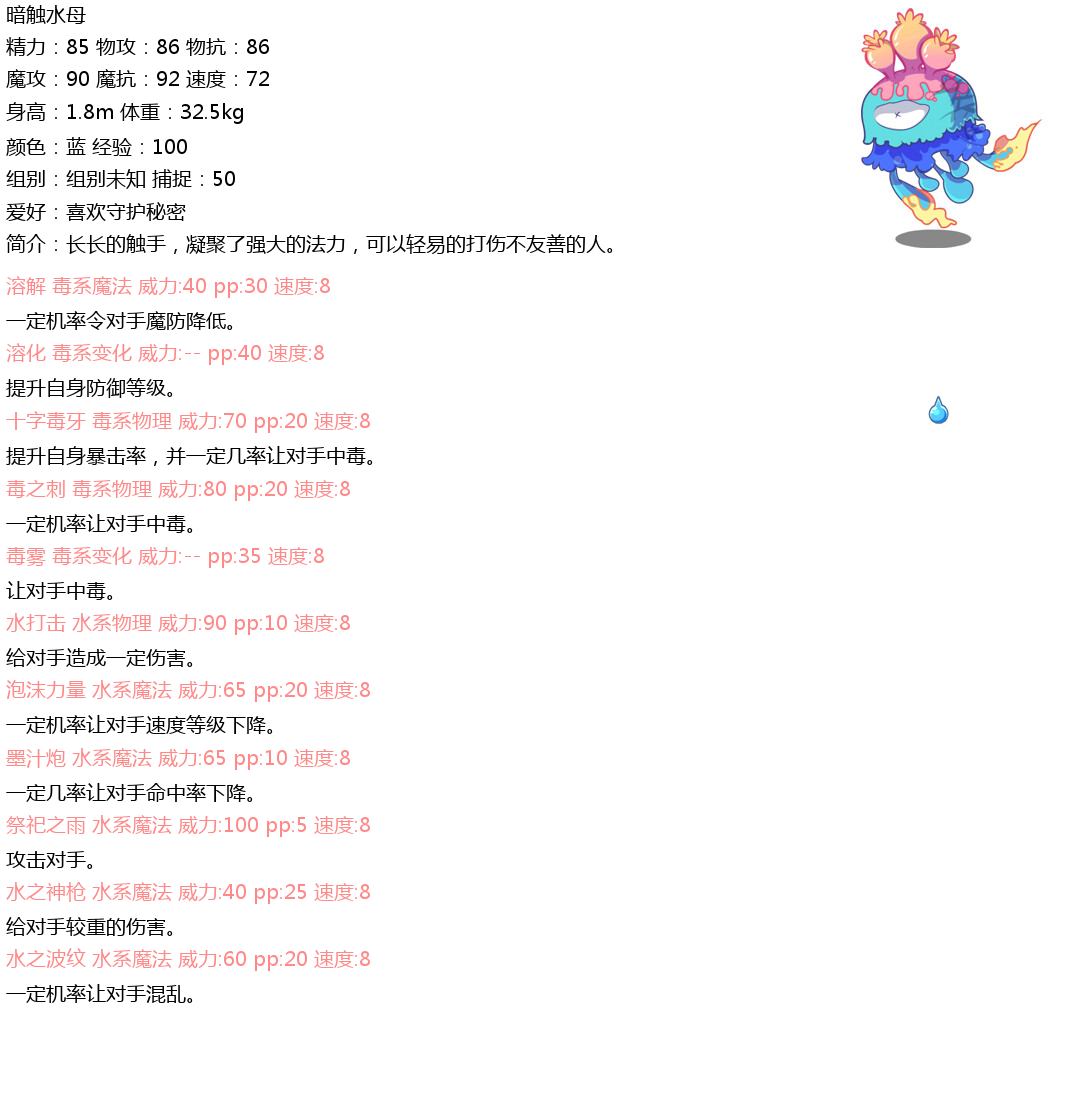 暗触水母
精力：85 物攻：86 物抗：86
魔攻：90 魔抗：92 速度：72
身高：1.8m 体重：32.5kg
颜色：蓝 经验：100
组别：组别未知 捕捉：50
爱好：喜欢守护秘密
简介：长长的触手，凝聚了强大的法力，可以轻易的打伤不友善的人。
溶解 毒系魔法 威力:40 pp:30 速度:8
一定机率令对手魔防降低。
溶化 毒系变化 威力:-- pp:40 速度:8
提升自身防御等级。
十字毒牙 毒系物理 威力:70 pp:20 速度:8
提升自身暴击率，并一定几率让对手中毒。
毒之刺 毒系物理 威力:80 pp:20 速度:8
一定机率让对手中毒。
毒雾 毒系变化 威力:-- pp:35 速度:8
让对手中毒。
水打击 水系物理 威力:90 pp:10 速度:8
给对手造成一定伤害。
泡沫力量 水系魔法 威力:65 pp:20 速度:8
一定机率让对手速度等级下降。
墨汁炮 水系魔法 威力:65 pp:10 速度:8
一定几率让对手命中率下降。
祭祀之雨 水系魔法 威力:100 pp:5 速度:8
攻击对手。
水之神枪 水系魔法 威力:40 pp:25 速度:8
给对手较重的伤害。
水之波纹 水系魔法 威力:60 pp:20 速度:8
一定机率让对手混乱。